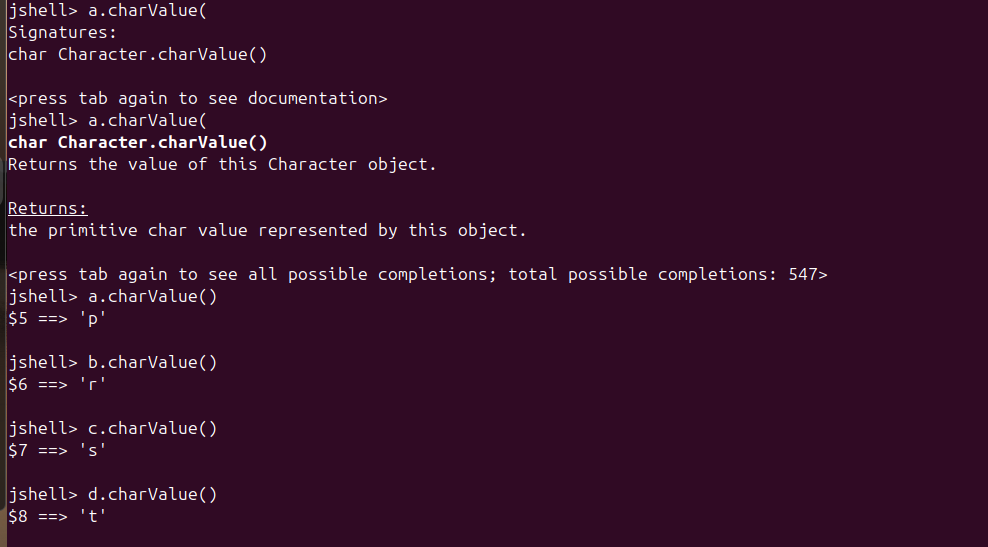 jshell> a.charValue(
Signatures:
char Character.charValue()
<press tab again to see documentation>
jshell> a.charValue(
char Character.charValue()
Returns the value of this Character object.
Returns:
the primitive char value represented by this object.
<press tab again to see all possible completions; total possible completions: 547>
jshell> a.charValue()
$5 ==> 'p'
jshell> b.charValue()
$6 ==> 'r'
jshell> c.charValue()
$7 ==> 's'
jshell> d.charValue()
$8 ==> 't'